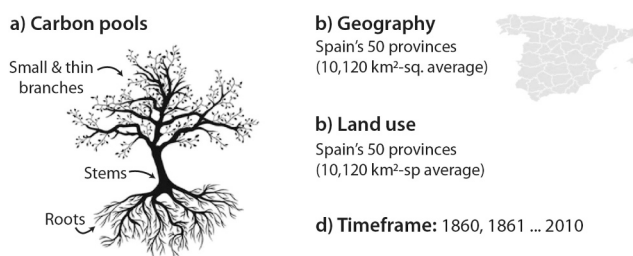 a) Carbon pools
Small & thin
branches
Stems
Roots
b) Geography
Spain's 50 provinces
(10,120 km²-sq. average)
b) Land use
Spain's 50 provinces
(10,120 km²-sp average)
d) Timeframe: 1860, 1861 ... 2010